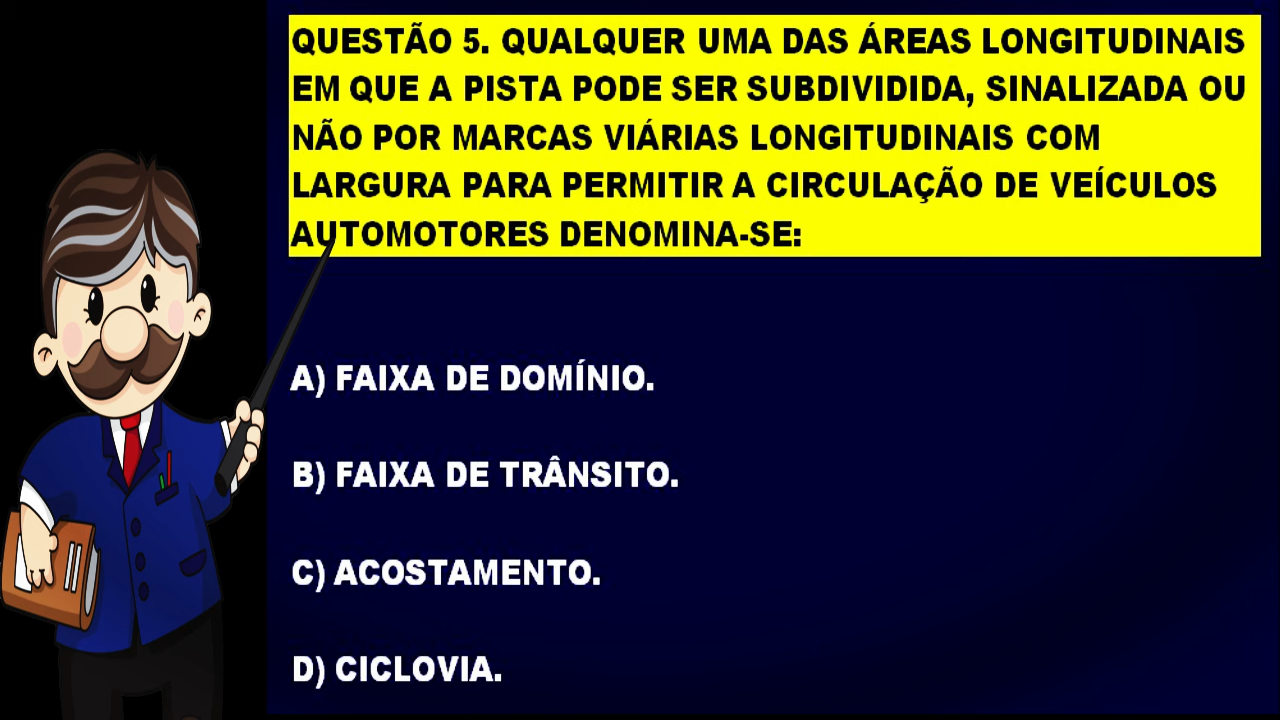 QUESTÃO 5. QUALQUER UMA DAS ÁREAS LONGITUDINAIS
EM QUE A PISTA PODE SER SUBDIVIDIDA, SINALIZADA OU
NÃO POR MARCAS VIÁRIAS LONGITUDINAIS COM
LARGURA PARA PERMITIR A CIRCULAÇÃO DE VEÍCULOS
AUTOMOTORES DENOMINA-SE:
A) FAIXA DE DOMÍNIO.
B) FAIXA DE TRÂNSITO.
C) ACOSTAMENTO.
D) CICLOVIA.